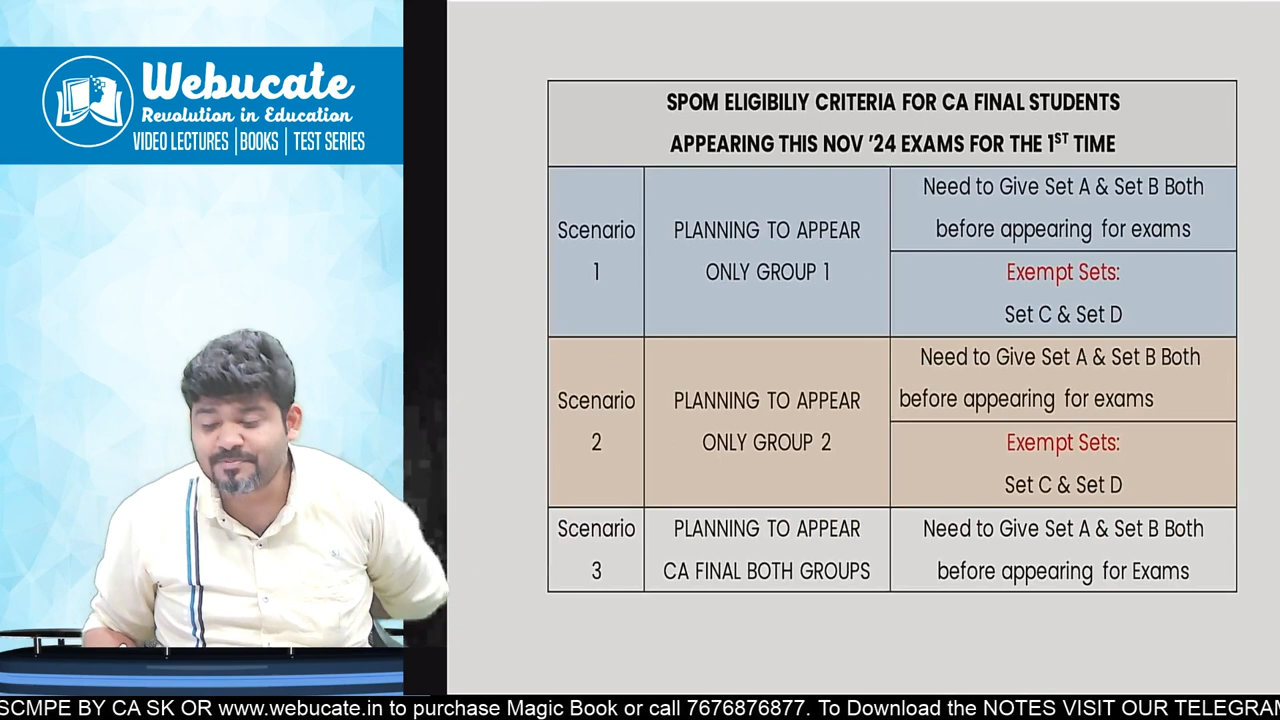 Webucate
Revolution in Education
VIDEO LECTURES | BOOKS | TEST SERIES
SPOM ELIGIBILIY CRITERIA FOR CA FINAL STUDENTS
APPEARING THIS NOV '24 EXAMS FOR THE 1ST TIME
Scenario
1
PLANNING TO APPEAR
ONLY GROUP 1
Need to Give Set A & Set B Both
before appearing for exams
Exempt Sets:
Set C & Set D
Scenario
2
PLANNING TO APPEAR
ONLY GROUP 2
Need to Give Set A & Set B Both
before appearing for exams
Exempt Sets:
Set C & Set D
Scenario
3
PLANNING TO APPEAR
CA FINAL BOTH GROUPS
Need to Give Set A & Set B Both
before appearing for Exams
SCMPE BY CA SK OR www.webucate.in to purchase Magic Book or call 7676876877. To Download the NOTES VISIT OUR TELEGRAM